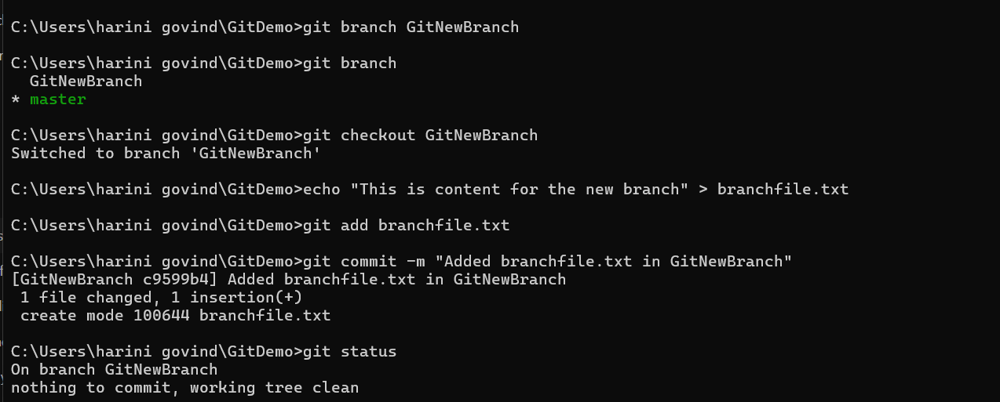 C:\Users\harini govind\GitDemo>git branch GitNewBranch
C:\Users\harini govind\GitDemo>git branch
  GitNewBranch
* master
C:\Users\harini govind\GitDemo>git checkout GitNewBranch
Switched to branch 'GitNewBranch'
C:\Users\harini govind\GitDemo>echo "This is content for the new branch" > branchfile.txt
C:\Users\harini govind\GitDemo>git add branchfile.txt
C:\Users\harini govind\GitDemo>git commit -m "Added branchfile.txt in GitNewBranch"
[GitNewBranch c9599b4] Added branchfile.txt in GitNewBranch
 1 file changed, 1 insertion(+)
 create mode 100644 branchfile.txt
C:\Users\harini govind\GitDemo>git status
On branch GitNewBranch
nothing to commit, working tree clean